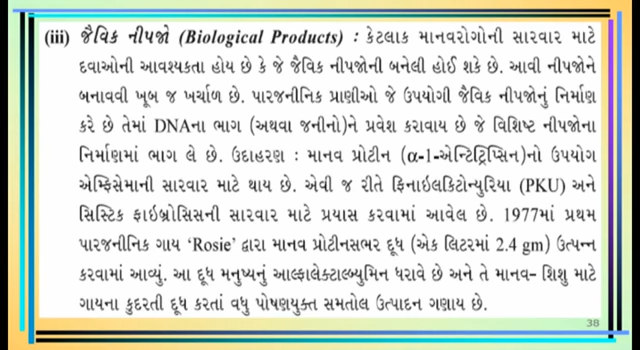 (iii) જૈવિક નીપજો (Biological Products) : કેટલાક માનવરોગોની સારવાર માટે
દવાઓની આવશ્યકતા હોય છે કે જે જૈવિક નીપજોની બનેલી હોઈ શકે છે. આવી નીપજોને
બનાવવી ખૂબ જ ખર્ચાળ છે. પારજનીનિક પ્રાણીઓ જે ઉપયોગી જૈવિક નીપજોનું નિર્માણ
કરે છે તેમાં DNAના ભાગ (અથવા જનીનો)ને પ્રવેશ કરાવાય છે જે વિશિષ્ટ નીપજોના
નિર્માણમાં ભાગ લે છે. ઉદાહરણ : માનવ પ્રોટીન (α-1-એન્ટિટ્રિપ્સિન)નો ઉપયોગ
એમ્ફિસેમાની સારવાર માટે થાય છે. એવી જ રીતે ફિનાઇલકિટોન્યુરિયા (PKU) અને
સિસ્ટિક ફાઇબ્રોસિસની સારવાર માટે પ્રયાસ કરવામાં આવેલ છે. 1977માં પ્રથમ
પારજનીનિક ગાય ‘Rosie’ દ્વારા માનવ પ્રોટીનસભર દૂધ (એક લિટરમાં 2.4 gm) ઉત્પન્ન
કરવામાં આવ્યું. આ દૂધ મનુષ્યનું આલ્ફાલેક્ટાલ્બ્યુમિન ધરાવે છે અને તે માનવ– શિશુ માટે
ગાયના કુદરતી દૂધ કરતાં વધુ પોષણયુક્ત સમતોલ ઉત્પાદન ગણાય છે.
38